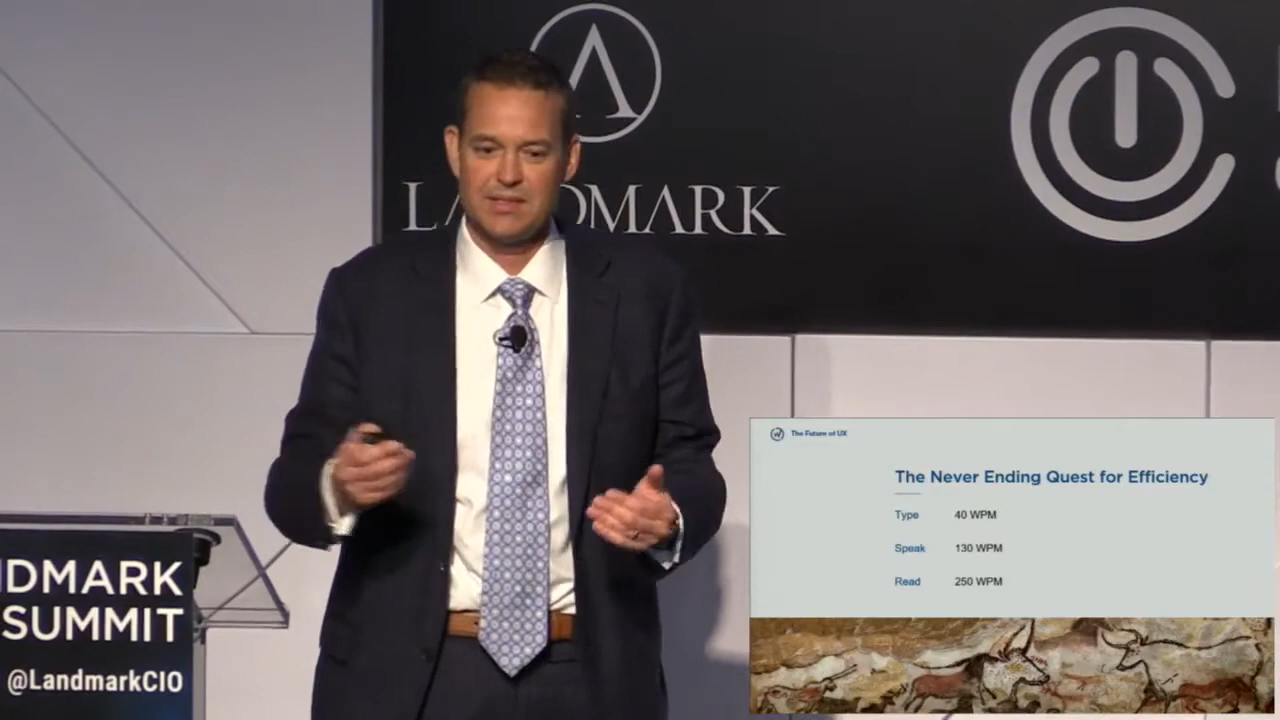 LANDMARK
The Future of UX
The Never Ending Quest for Efficiency
Type 40 WPM
Speak 130 WPM
Read 250 WPM
NDMARK
SUMMIT
@LandmarkCIO